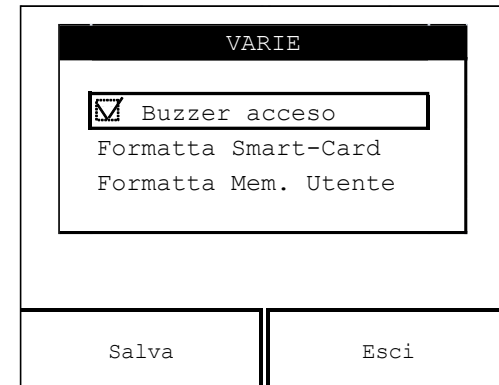 VARIE
Buzzer acceso
Formatta Smart-Card
Formatta Mem. Utente
Salva
Esci